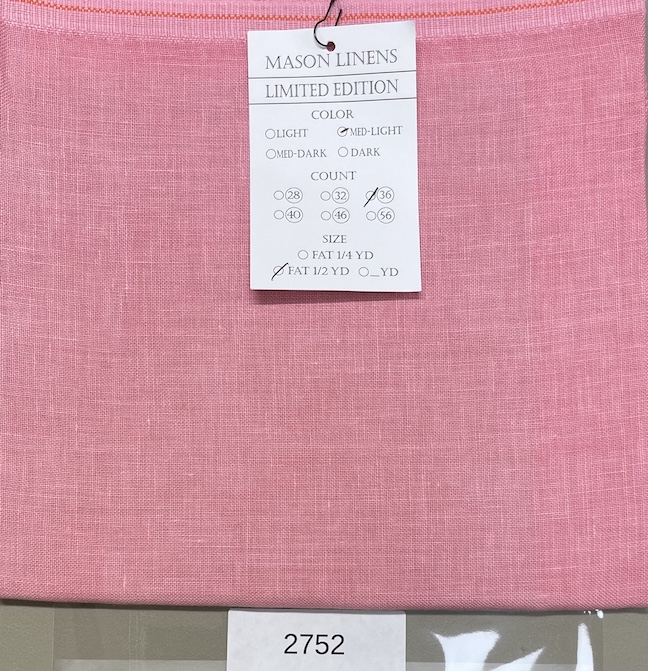 MASON LINENS
LIMITED EDITION
COLOR
LIGHT MED-LIGHT
MED-DARK DARK
COUNT
28 32 36
40 46 56
SIZE
FAT 1/4 YD
FAT 1/2 YD _YD
2752